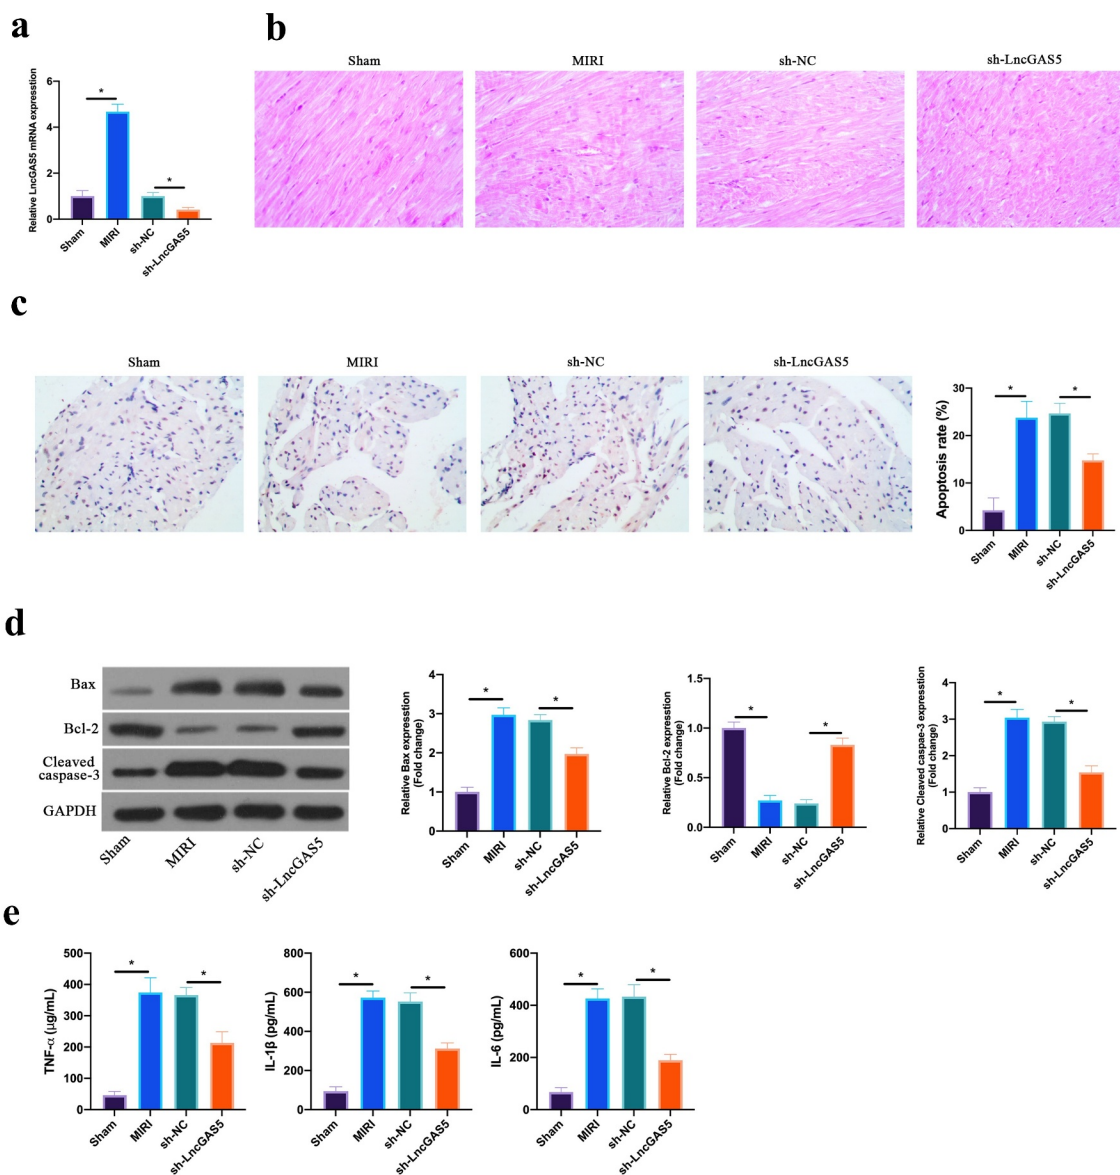 a
Relative LncGAS5 mRNA expresstion
6
4
2
0
*
*
Sham
MIRI
sh-NC
sh-LncGAS5
b
Sham
MIRI
sh-NC
sh-LncGAS5
c
Sham
MIRI
sh-NC
sh-LncGAS5
Apoptosis rate (%)
30
20
10
0
*
*
Sham
MIRI
sh-NC
sh-LncGAS5
d
Bax
Bcl-2
Cleaved
caspase-3
GAPDH
Sham
MIRI
sh-NC
sh-LncGAS5
Relative Bax expresstion
(Fold change)
4
3
2
1
0
*
*
Sham
MIRI
sh-NC
sh-LncGAS5
Relative Bcl-2 expresstion
(Fold change)
1.5
1.0
0.5
0.0
*
*
Sham
MIRI
sh-NC
sh-LncGAS5
Relative Cleaved caspae-3 expresstion
(Fold change)
4
3
2
1
0
*
*
Sham
MIRI
sh-NC
sh-LncGAS5
e
TNF-α (μg/mL)
500
400
300
200
100
0
*
*
Sham
MIRI
sh-NC
sh-LncGAS5
IL-1β (pg/mL)
800
600
400
200
0
*
*
Sham
MIRI
sh-NC
sh-LncGAS5
IL-6 (pg/mL)
600
400
200
0
*
*
Sham
MIRI
sh-NC
sh-LncGAS5